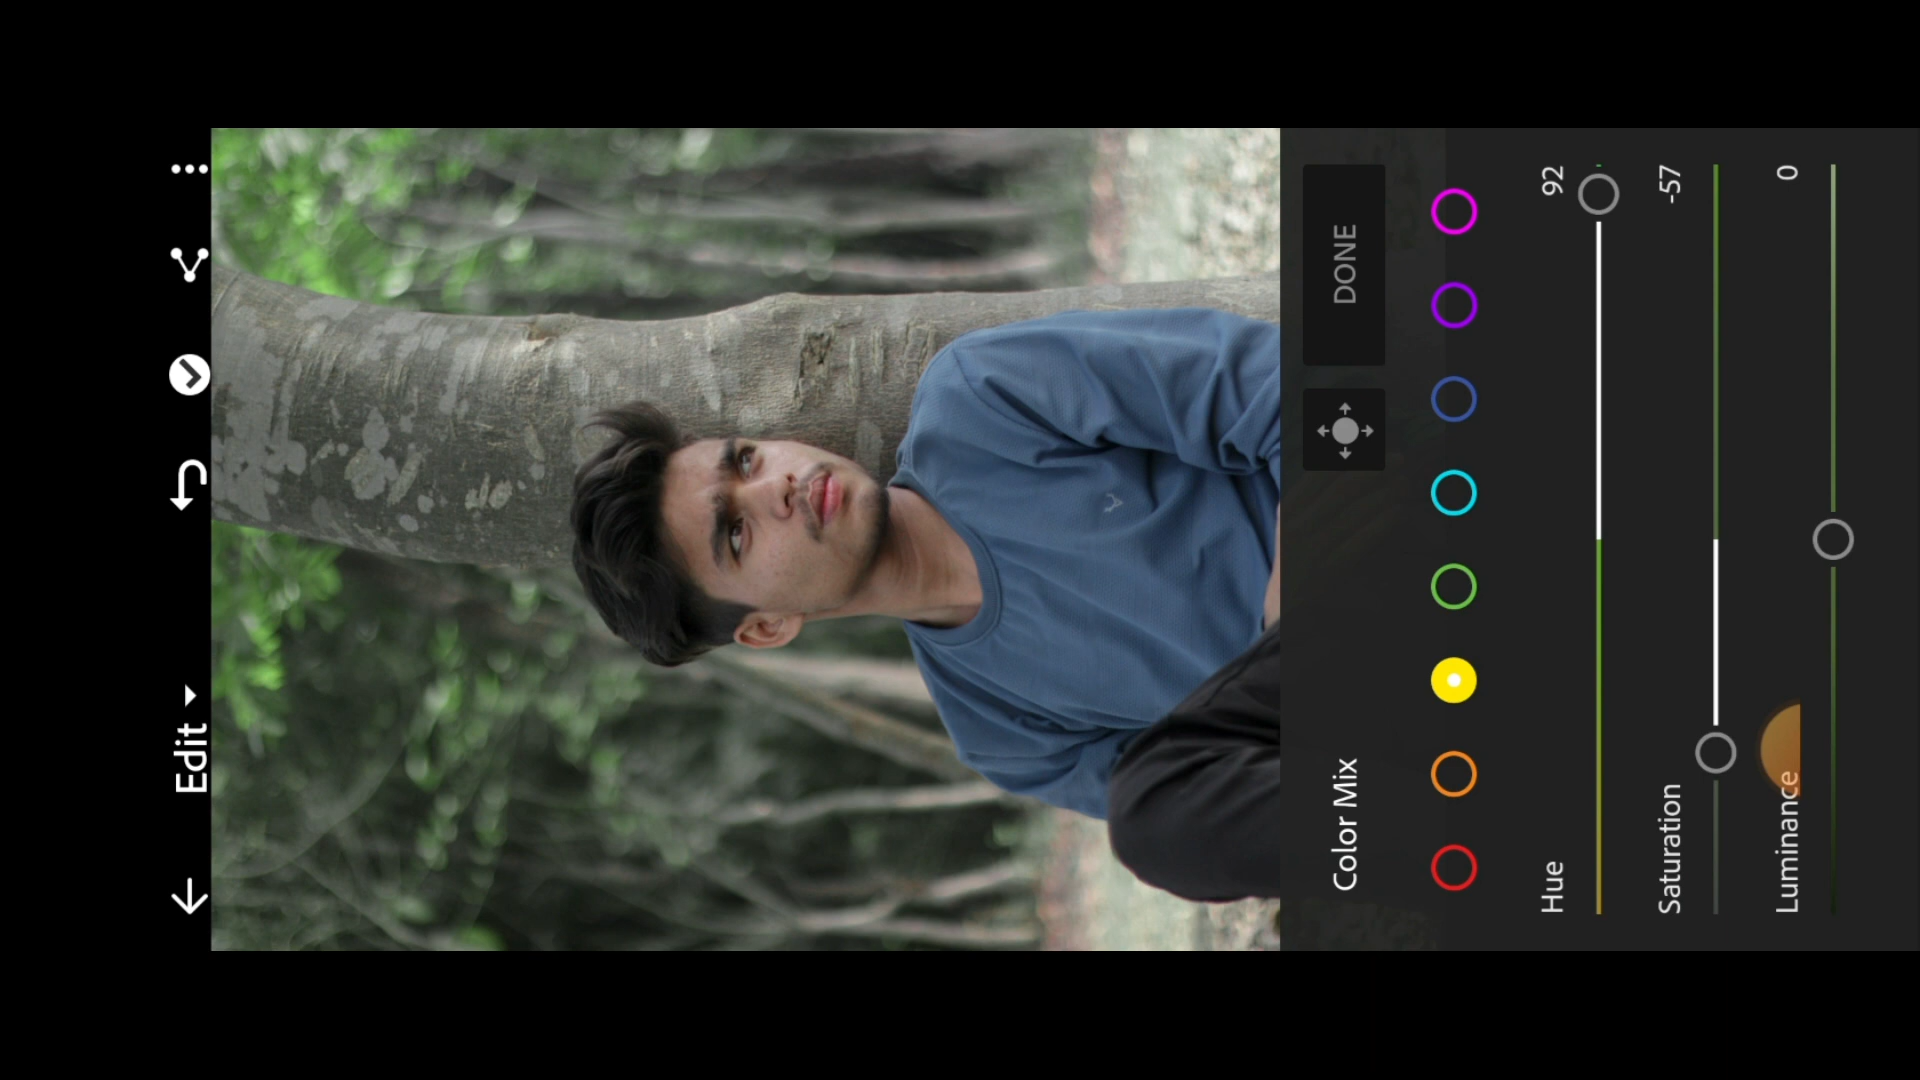 Edit
Color Mix
DONE
Hue
92
Saturation
-57
Luminance
0